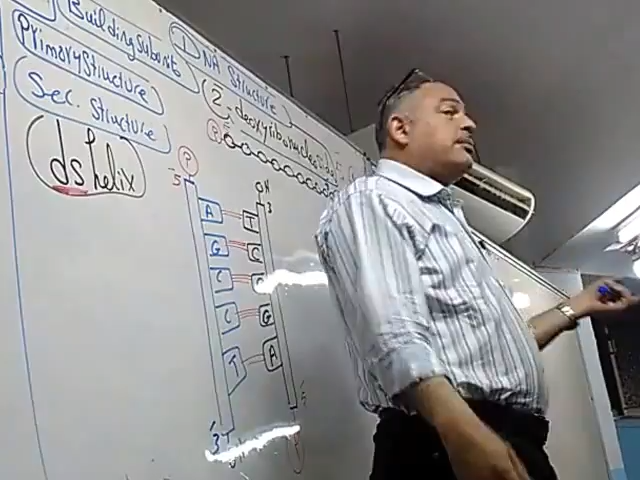 Building subunit
Primary Structure
Sec. Structure
ds helix
1 DNA Structure
2, deoxyribonucleotides
P
P
5
OH
3
A T
G C
C
C G
T A
3
5